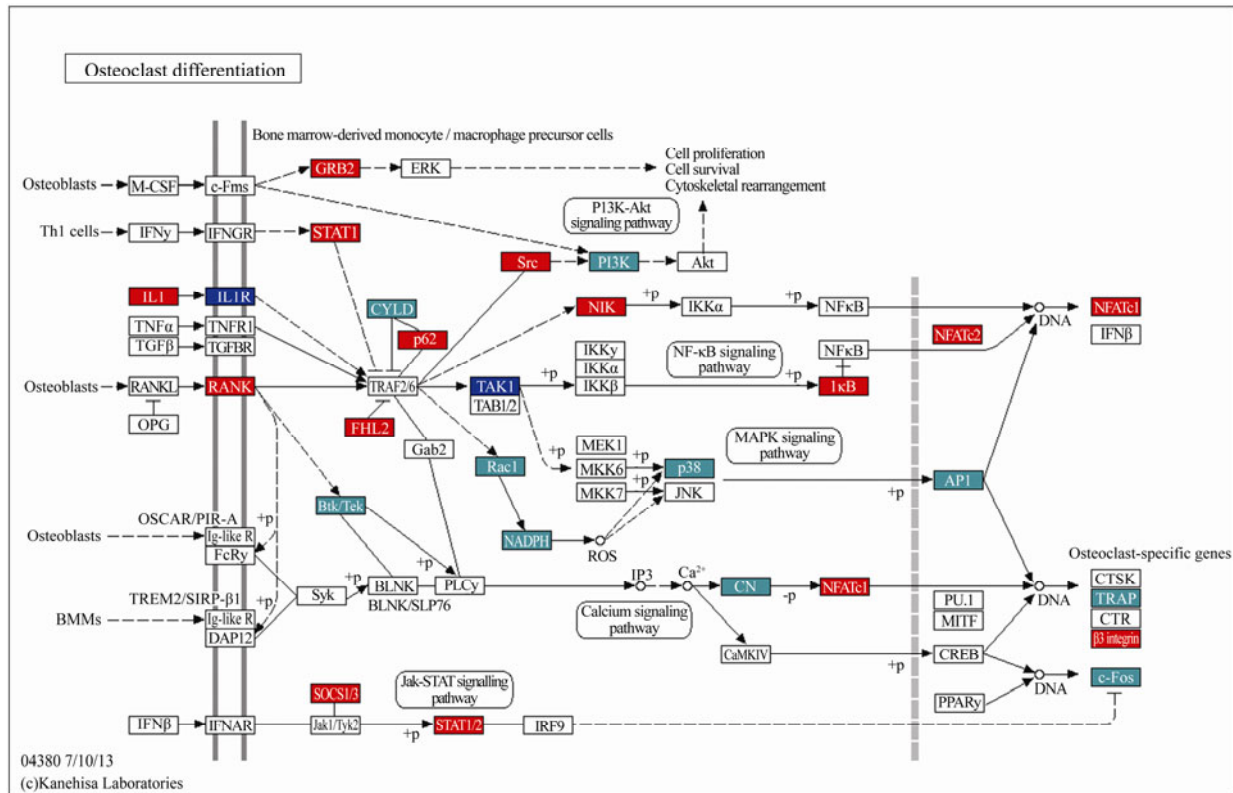 Osteoclast differentiation
Bone marrow-derived monocyte / macrophage precursor cells
Osteoblasts
M-CSF
c-Fms
GRB2
ERK
Cell proliferation
Cell survival
Cytoskeletal rearrangement
Th1 cells
IFNγ
IFNGR
STAT1
P13K-Akt
signaling pathway
Src
PI3K
Akt
IL1
IL1R
CYLD
NIK
+p
IKKα
+p
NFκB
DNA
NFATc1
TNFα
TNFR1
p62
NFATc2
IFNβ
TGFβ
TGFBR
IKKγ
IKKα
IKKβ
NF-κB signaling
pathway
NFκB
Osteoblasts
RANKL
RANK
TRAF2/6
TAK1
TAB1/2
+p
+p
1κB
OPG
FHL2
Gab2
+p
MEK1
MKK6
MKK7
+p
+p
p38
JNK
MAPK signaling
pathway
+p
AP1
Rac1
Btk/Tek
NADPH
ROS
OSCAR/PIR-A
+p
Osteoblasts
Ig-like R
FcRγ
Osteoclast-specific genes
Syk
+p
BLNK
BLNK/SLP76
+p
PLCγ
IP3
Ca²⁺
CN
-p
NFATc1
PU.1
MITF
DNA
CTSK
TRAP
CTR
β3 integrin
TREM2/SIRP-β1
+p
BMMs
Ig-like R
DAP12
Calcium signaling
pathway
CaMKIV
+p
CREB
PPARγ
DNA
c-Fos
Jak-STAT signalling
pathway
SOCS1/3
IFNβ
IFNAR
Jak1/Tyk2
+p
STAT1/2
IRF9
04380 7/10/13
(c)Kanehisa Laboratories